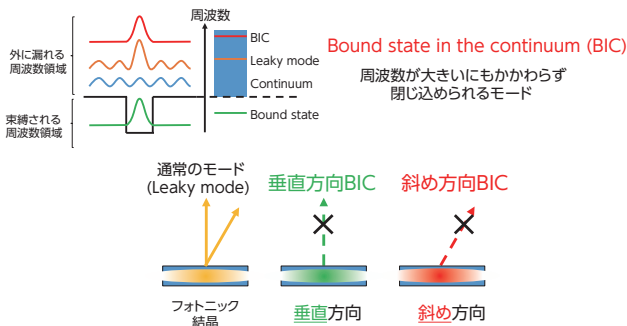 周波数
外に漏れる
周波数領域
BIC
Leaky mode
Continuum
束縛される
周波数領域
Bound state
Bound state in the continuum (BIC)
周波数が大きいにもかかわらず
閉じ込められるモード
通常のモード
(Leaky mode)
垂直方向BIC
斜め方向BIC
フォトニック
結晶
垂直方向
斜め方向